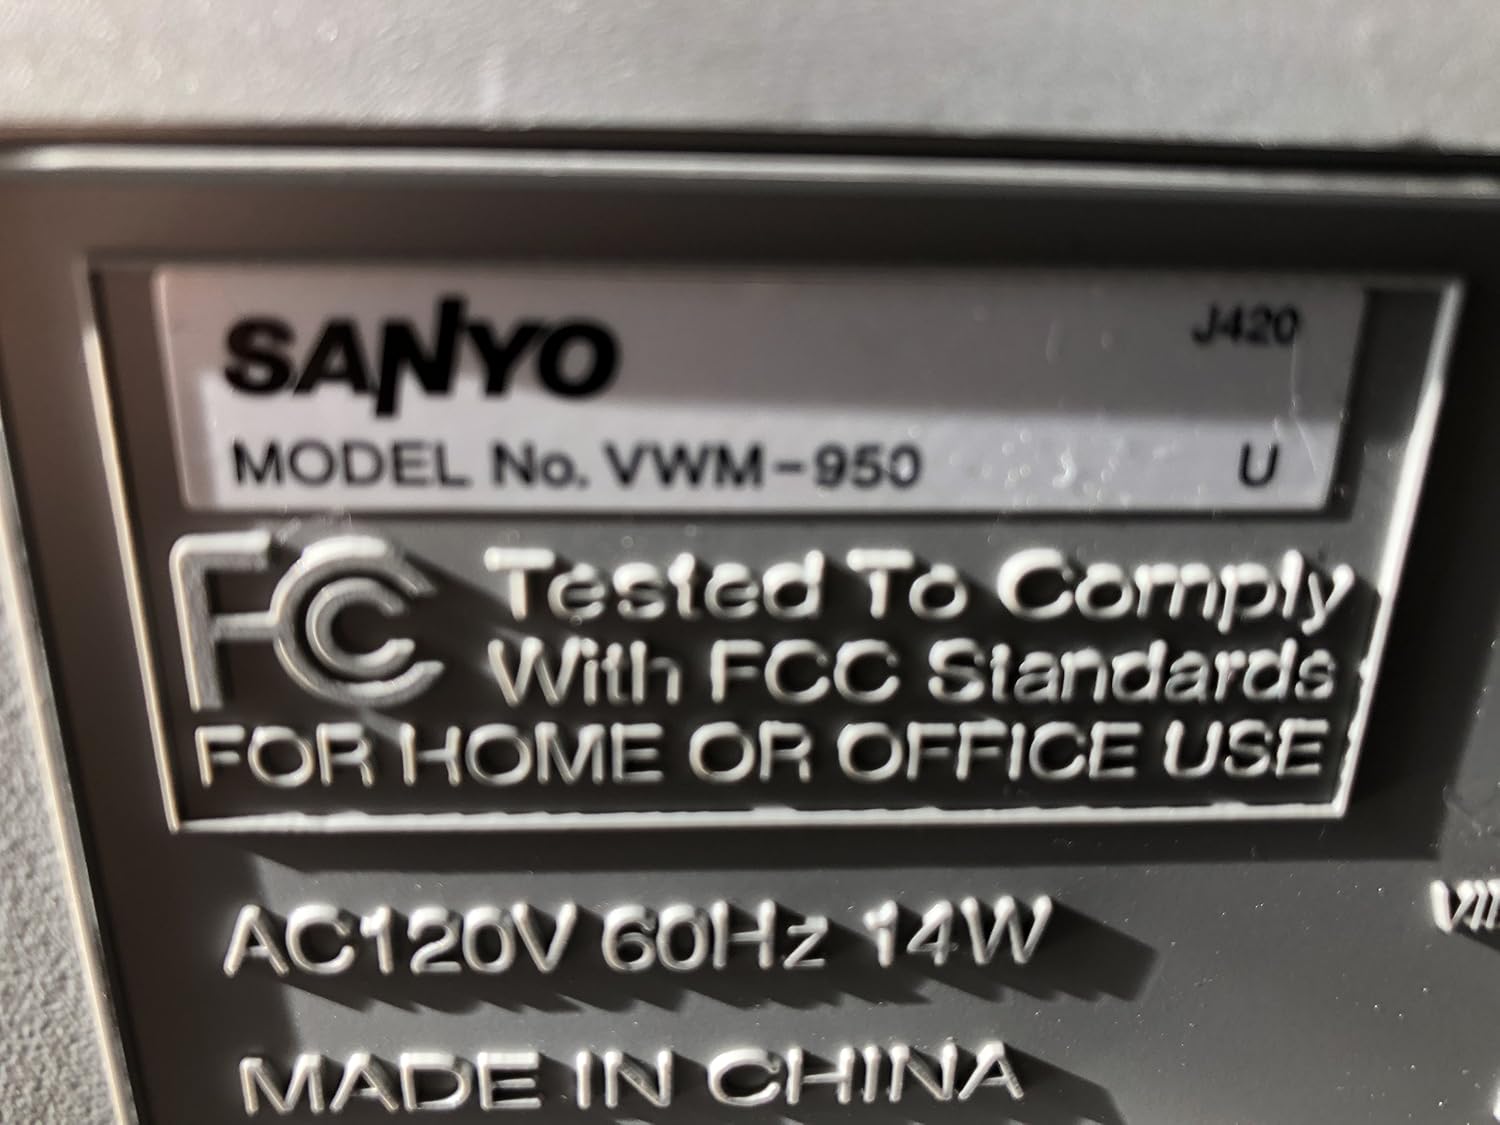 SANYO J420
MODEL No. VWM-950 U
FC Tested To Comply
With FCC Standards
FOR HOME OR OFFICE USE
AC120V 60Hz 14W
MADE IN CHINA